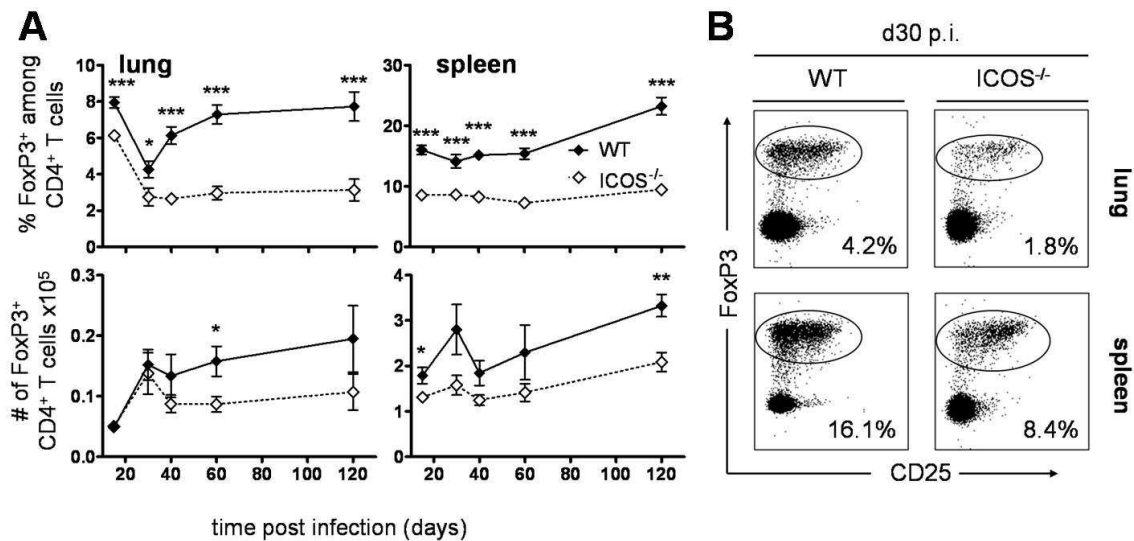 A
lung
spleen
% FoxP3⁺ among
CD4⁺ T cells
10
8
6
4
2
0
*** * *** *** ***
30
20
10
0
*** *** *** *** ***
WT
ICOS⁻/⁻
# of FoxP3⁺
CD4⁺ T cells x10⁵
0.3
0.2
0.1
0.0
*
4
3
2
1
0
* **
20 40 60 80 100 120
20 40 60 80 100 120
time post infection (days)
B
d30 p.i.
WT ICOS⁻/⁻
4.2% 1.8%
lung
16.1% 8.4%
spleen
FoxP3
CD25